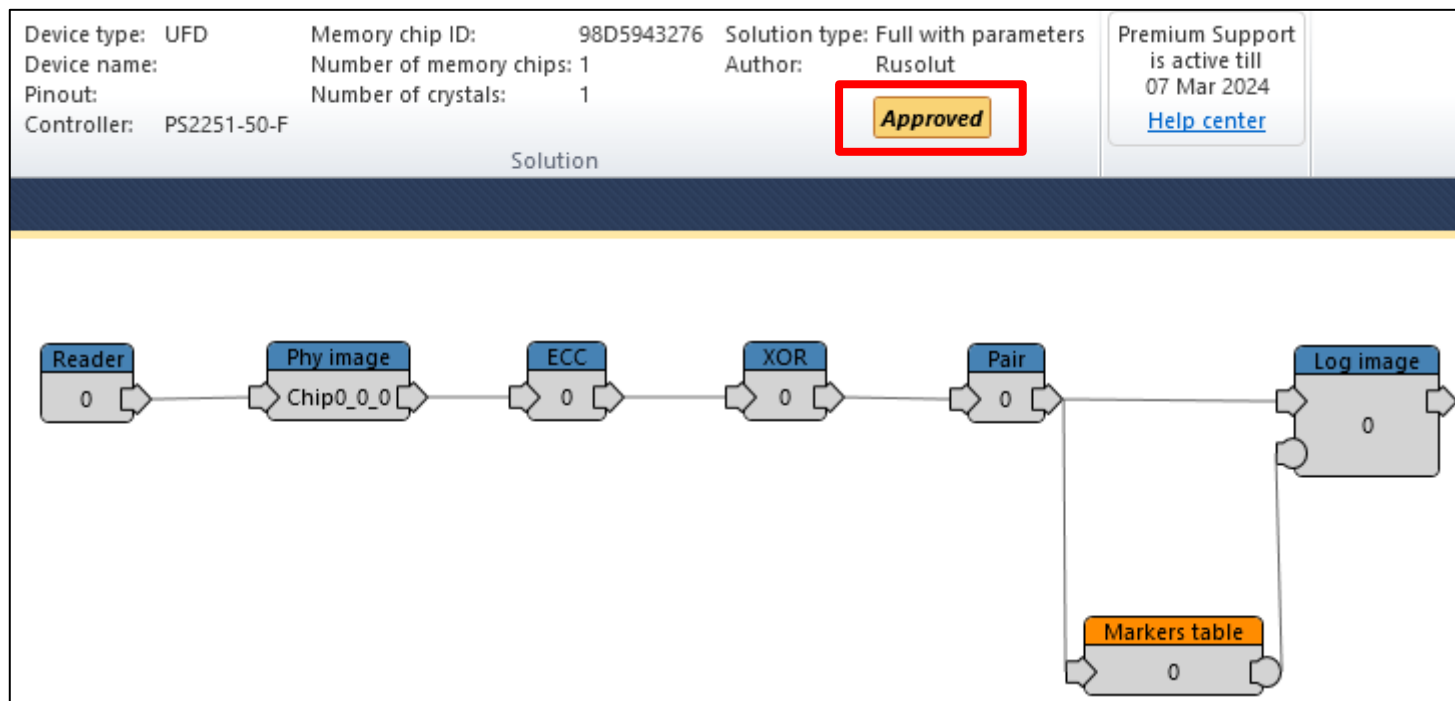 Device type: UFD
Device name:
Pinout:
Controller: PS2251-50-F
Memory chip ID: 98D5943276
Number of memory chips: 1
Number of crystals: 1
Solution type: Full with parameters
Author: Rusolut
Approved
Solution
Premium Support
is active till
07 Mar 2024
Help center
Reader
0
Phy image
Chip0_0_0
ECC
0
XOR
0
Pair
0
Log image
0
Markers table
0